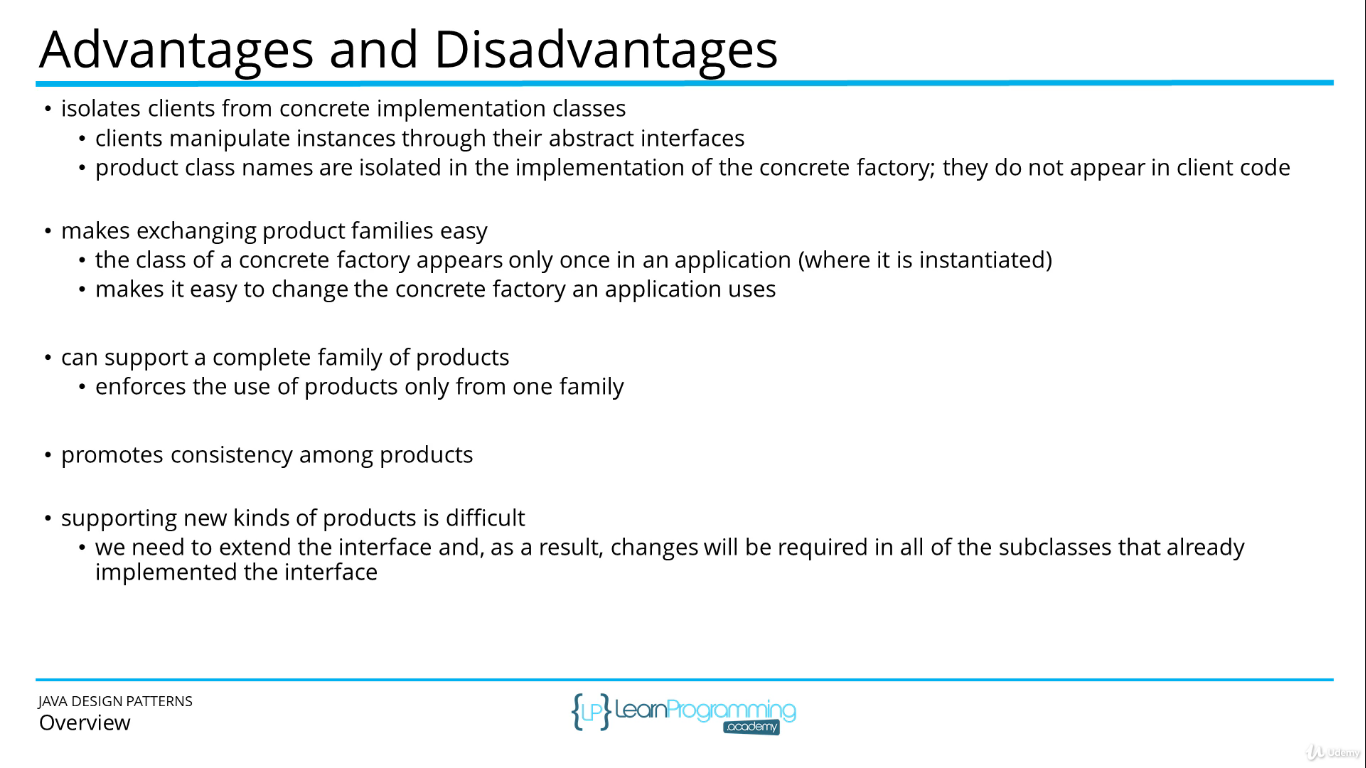 Advantages and Disadvantages
• isolates clients from concrete implementation classes
• clients manipulate instances through their abstract interfaces
• product class names are isolated in the implementation of the concrete factory; they do not appear in client code
• makes exchanging product families easy
• the class of a concrete factory appears only once in an application (where it is instantiated)
• makes it easy to change the concrete factory an application uses
• can support a complete family of products
• enforces the use of products only from one family
• promotes consistency among products
• supporting new kinds of products is difficult
• we need to extend the interface and, as a result, changes will be required in all of the subclasses that already
implemented the interface
JAVA DESIGN PATTERNS
Overview
{LP} LearnProgramming
.academy
Udemy